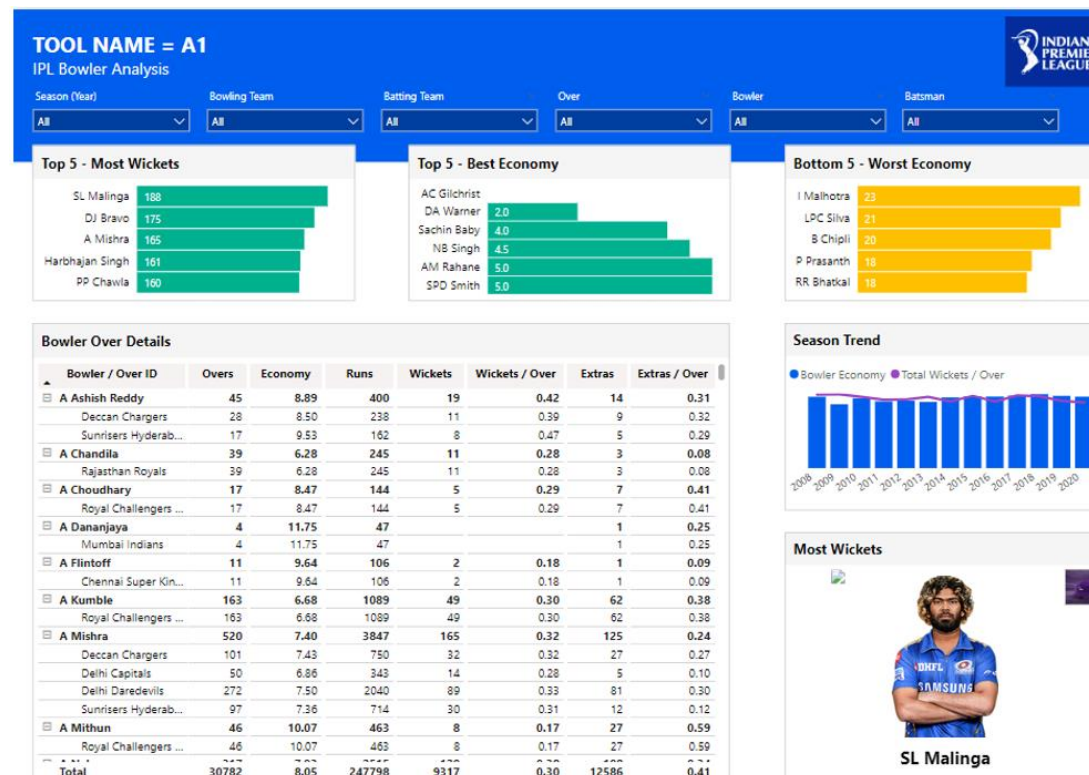 TOOL NAME = A1
IPL Bowler Analysis
INDIAN
PREMIE
LEAGUE
Season (Year) Bowling Team Batting Team Over Bowler Batsman
All All All All All All
Top 5 - Most Wickets
SL Malinga 188
DJ Bravo 175
A Mishra 165
Harbhajan Singh 161
PP Chawla 160
Top 5 - Best Economy
AC Gilchrist
DA Warner 2.0
Sachin Baby 4.0
NB Singh 4.5
AM Rahane 5.0
SPD Smith 5.0
Bottom 5 - Worst Economy
I Malhotra 23
LPC Silva 21
B Chipli 20
P Prasanth 18
RR Bhatkal 18
Bowler Over Details
Bowler / Over ID Overs Economy Runs Wickets Wickets / Over Extras Extras / Over
A Ashish Reddy 45 8.89 400 19 0.42 14 0.31
Deccan Chargers 28 8.50 238 11 0.39 9 0.32
Sunrisers Hyderab... 17 9.53 162 8 0.47 5 0.29
A Chandila 39 6.28 245 11 0.28 3 0.08
Rajasthan Royals 39 6.28 245 11 0.28 3 0.08
A Choudhary 17 8.47 144 5 0.29 7 0.41
Royal Challengers ... 17 8.47 144 5 0.29 7 0.41
A Dananjaya 4 11.75 47 1 0.25
Mumbai Indians 4 11.75 47 1 0.25
A Flintoff 11 9.64 106 2 0.18 1 0.09
Chennai Super Kin... 11 9.64 106 2 0.18 1 0.09
A Kumble 163 6.68 1089 49 0.30 62 0.38
Royal Challengers ... 163 6.68 1089 49 0.30 62 0.38
A Mishra 520 7.40 3847 165 0.32 125 0.24
Deccan Chargers 101 7.43 750 32 0.32 27 0.27
Delhi Capitals 50 6.86 343 14 0.28 5 0.10
Delhi Daredevils 272 7.50 2040 89 0.33 81 0.30
Sunrisers Hyderab... 97 7.36 714 30 0.31 12 0.12
A Mithun 46 10.07 463 8 0.17 27 0.59
Royal Challengers ... 46 10.07 463 8 0.17 27 0.59
Total 30782 8.05 247798 9317 0.30 12586 0.41
Season Trend
Bowler Economy Total Wickets / Over
2008 2009 2010 2011 2012 2013 2014 2015 2016 2017 2018 2019 2020
Most Wickets
DHFL
SAMSUNG
SL Malinga